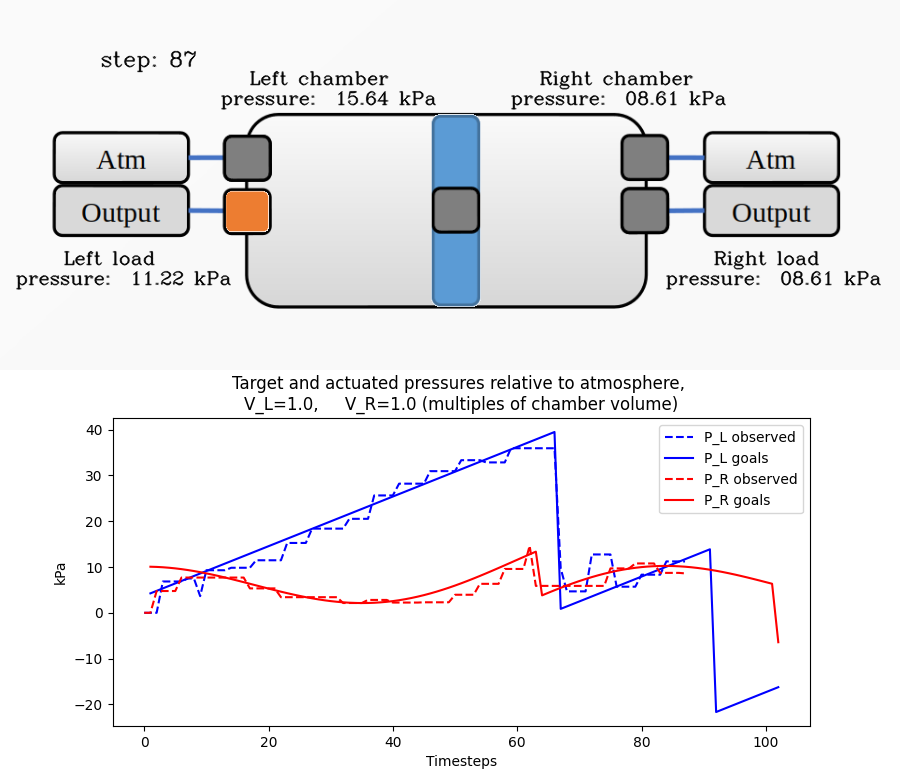 step: 87
Left chamber
pressure: 15.64 kPa
Right chamber
pressure: 08.61 kPa
Atm
Output
Left load
pressure: 11.22 kPa
Atm
Output
Right load
pressure: 08.61 kPa
Target and actuated pressures relative to atmosphere,
V_L=1.0, V_R=1.0 (multiples of chamber volume)
P_L observed
P_L goals
P_R observed
P_R goals
kPa
40
30
20
10
0
−10
−20
0 20 40 60 80 100
Timesteps